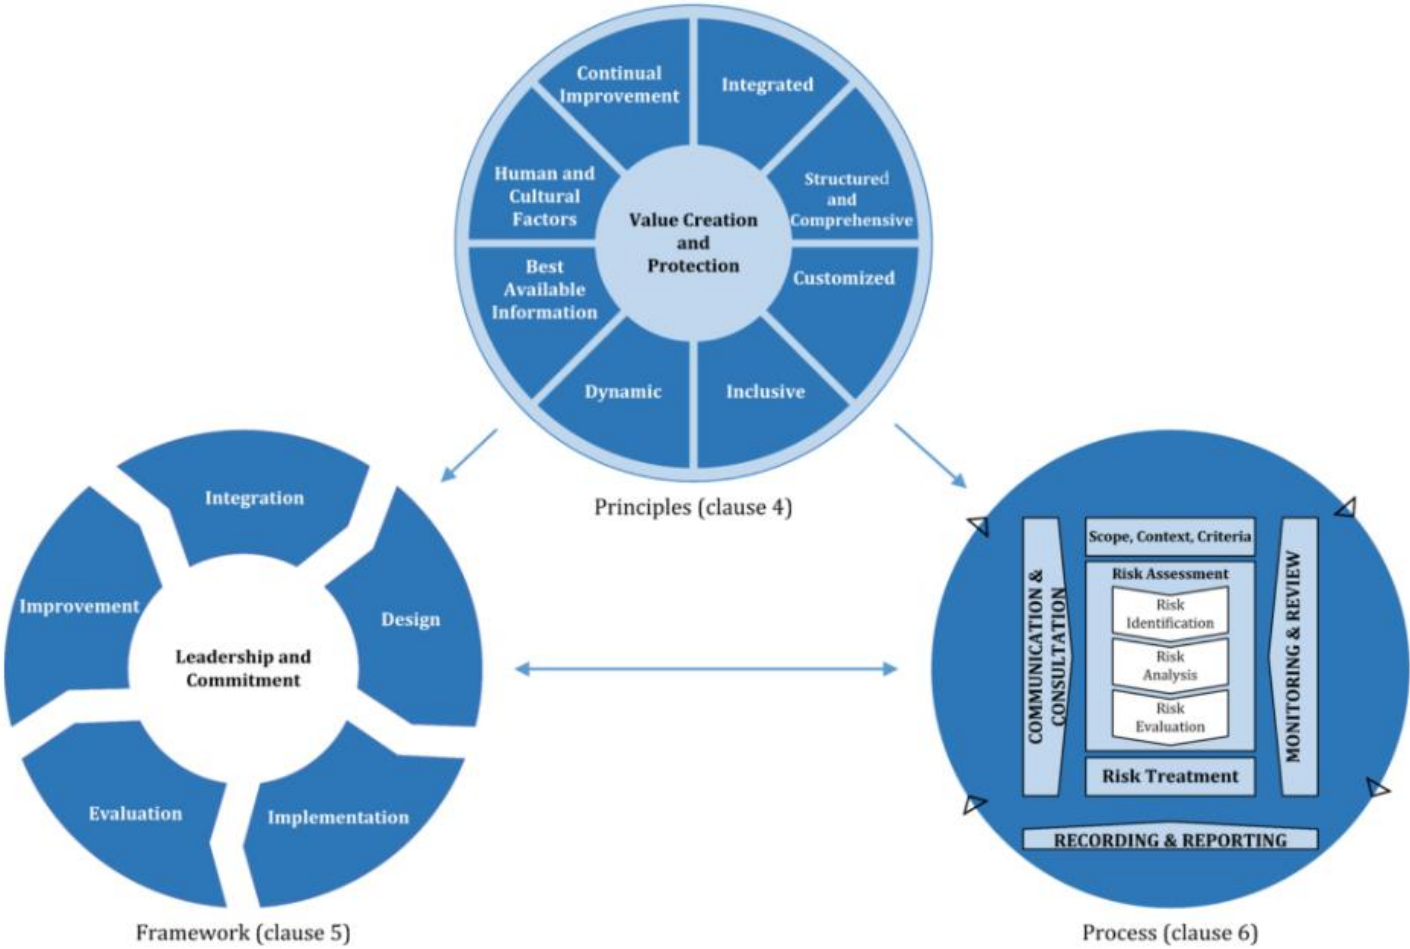 Continual
Improvement
Integrated
Human and
Cultural
Factors
Structured
and
Comprehensive
Value Creation
and
Protection
Best
Available
Information
Customized
Dynamic
Inclusive
Principles (clause 4)
Integration
Improvement
Design
Leadership and
Commitment
Evaluation
Implementation
Framework (clause 5)
COMMUNICATION &
CONSULTATION
Scope, Context, Criteria
Risk Assessment
Risk
Identification
Risk
Analysis
Risk
Evaluation
Risk Treatment
MONITORING & REVIEW
RECORDING & REPORTING
Process (clause 6)